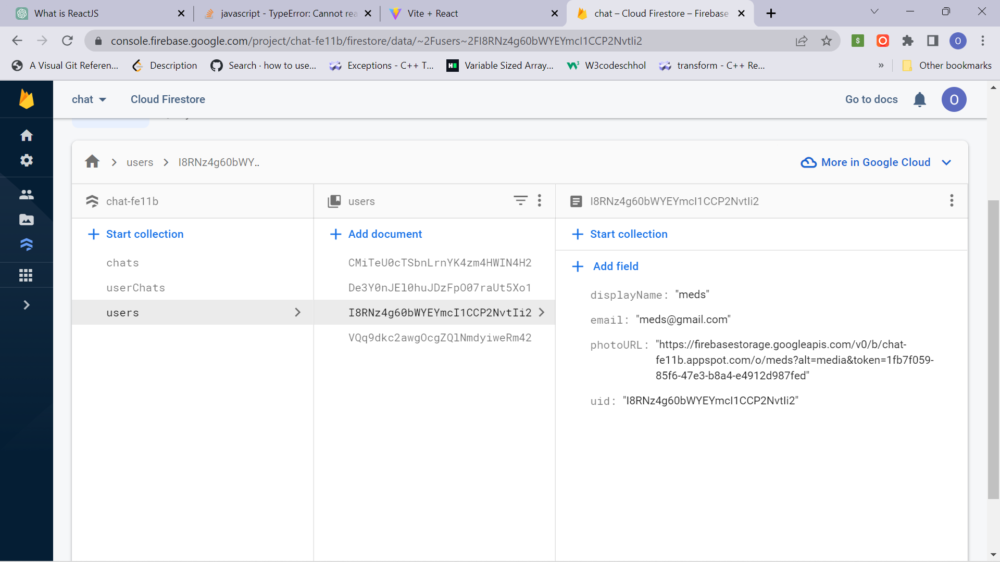 What is ReactJS
javascript - TypeError: Cannot rea
Vite + React
chat – Cloud Firestore – Firebase
console.firebase.google.com/project/chat-fe11b/firestore/data/~2Fusers~2FI8RNz4g60bWYEYmcI1CCP2NvtIi2
O
A Visual Git Referen...
Description
Search · how to use...
Exceptions - C++ T...
Variable Sized Array...
W3codeschhol
transform - C++ Re...
»
Other bookmarks
chat
Cloud Firestore
Go to docs
O
users
I8RNz4g60bWY..
More in Google Cloud
chat-fe11b
users
I8RNz4g60bWYEYmcI1CCP2NvtIi2
Start collection
Add document
Start collection
chats
userChats
users
CMiTeU0cTSbnLrnYK4zm4HWIN4H2
De3Y0nJEl0huJDzFpO07raUt5Xo1
I8RNz4g60bWYEYmcI1CCP2NvtIi2
VQq9dkc2awgOcgZQlNmdyiweRm42
Add field
displayName: "meds"
email: "meds@gmail.com"
photoURL: "https://firebasestorage.googleapis.com/v0/b/chat-
fe11b.appspot.com/o/meds?alt=media&token=1fb7f059-
85f6-47e3-b8a4-e4912d987fed"
uid: "I8RNz4g60bWYEYmcI1CCP2NvtIi2"